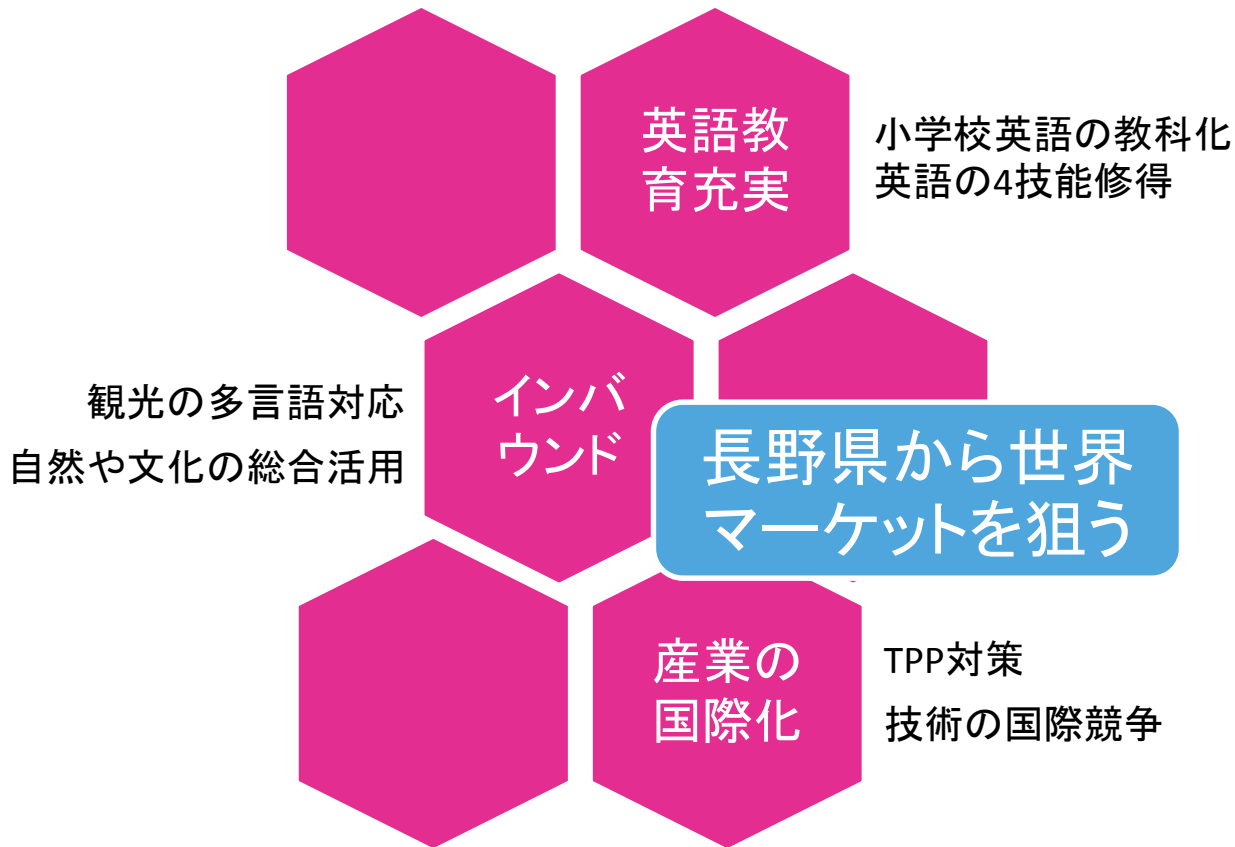 英語教
育充実
小学校英語の教科化
英語の4技能修得
観光の多言語対応
自然や文化の総合活用
インバ
ウンド
長野県から世界
マーケットを狙う
産業の
国際化
TPP対策
技術の国際競争